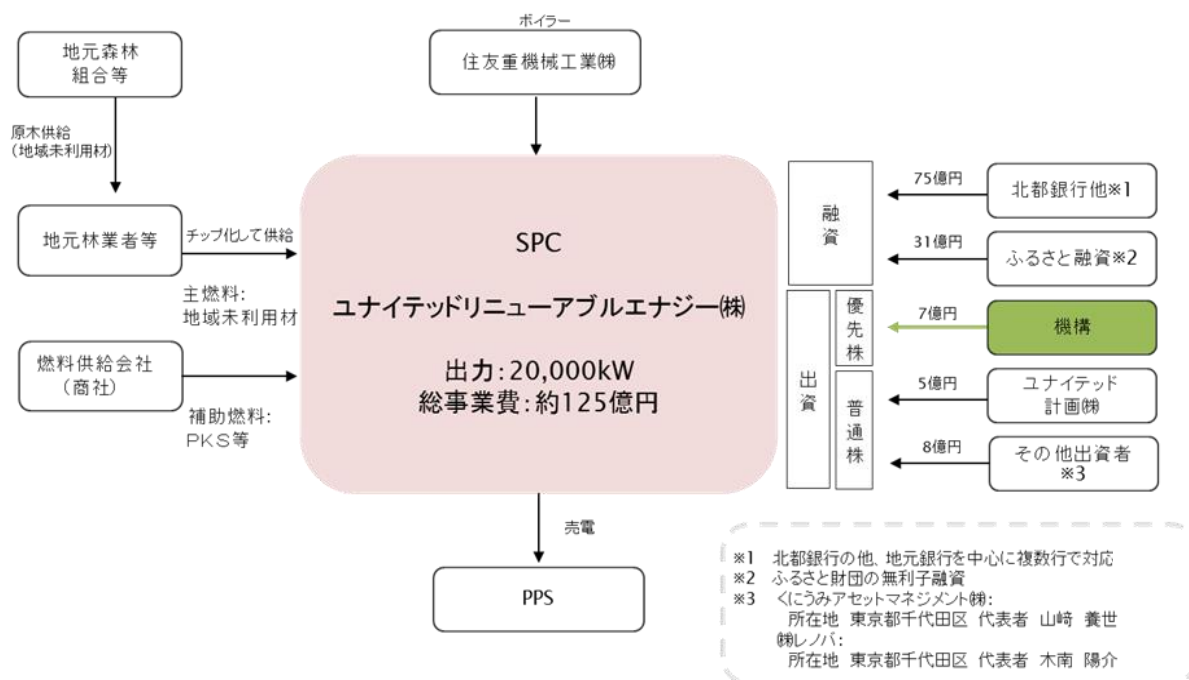 ボイラー
地元森林
組合等
住友重機械工業㈱
原木供給
(地域未利用材)
地元林業者等
チップ化して供給
主燃料:
地域未利用材
燃料供給会社
(商社)
補助燃料:
PKS等
SPC
ユナイテッドリニューアブルエナジー㈱
出力:20,000kW
総事業費:約125億円
融資
出資
優先株
普通株
75億円
北都銀行他※1
31億円
ふるさと融資※2
7億円
機構
5億円
ユナイテッド
計画㈱
8億円
その他出資者
※3
売電
PPS
※1 北都銀行の他、地元銀行を中心に複数行で対応
※2 ふるさと財団の無利子融資
※3 くにうみアセットマネジメント㈱:
所在地 東京都千代田区 代表者 山﨑 養世
㈱レノバ:
所在地 東京都千代田区 代表者 木南 陽介